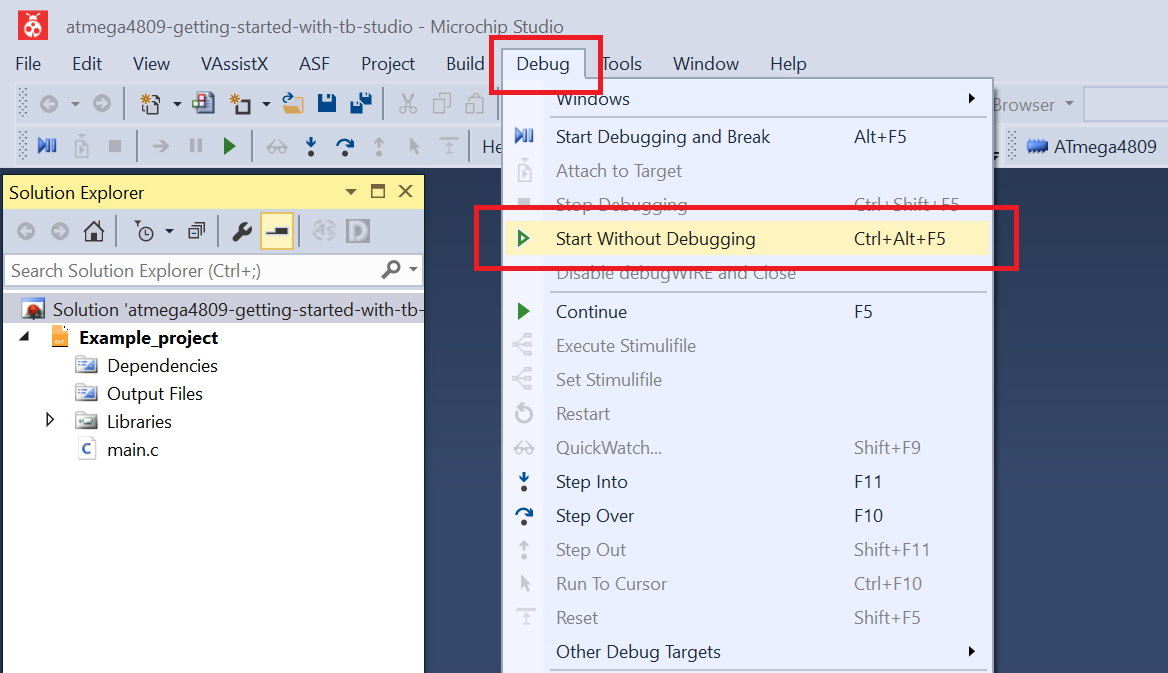 atmega4809-getting-started-with-tb-studio - Microchip Studio
File Edit View VAssistX ASF Project Build Debug Tools Window Help
Browser
He
ATmega4809
Solution Explorer
Search Solution Explorer (Ctrl+;)
Solution 'atmega4809-getting-started-with-tb-
Example_project
Dependencies
Output Files
Libraries
main.c
Windows
Start Debugging and Break Alt+F5
Attach to Target
Stop Debugging Ctrl+Shift+F5
Start Without Debugging Ctrl+Alt+F5
Disable debugWIRE and Close
Continue F5
Execute Stimulifile
Set Stimulifile
Restart
QuickWatch... Shift+F9
Step Into F11
Step Over F10
Step Out Shift+F11
Run To Cursor Ctrl+F10
Reset Shift+F5
Other Debug Targets